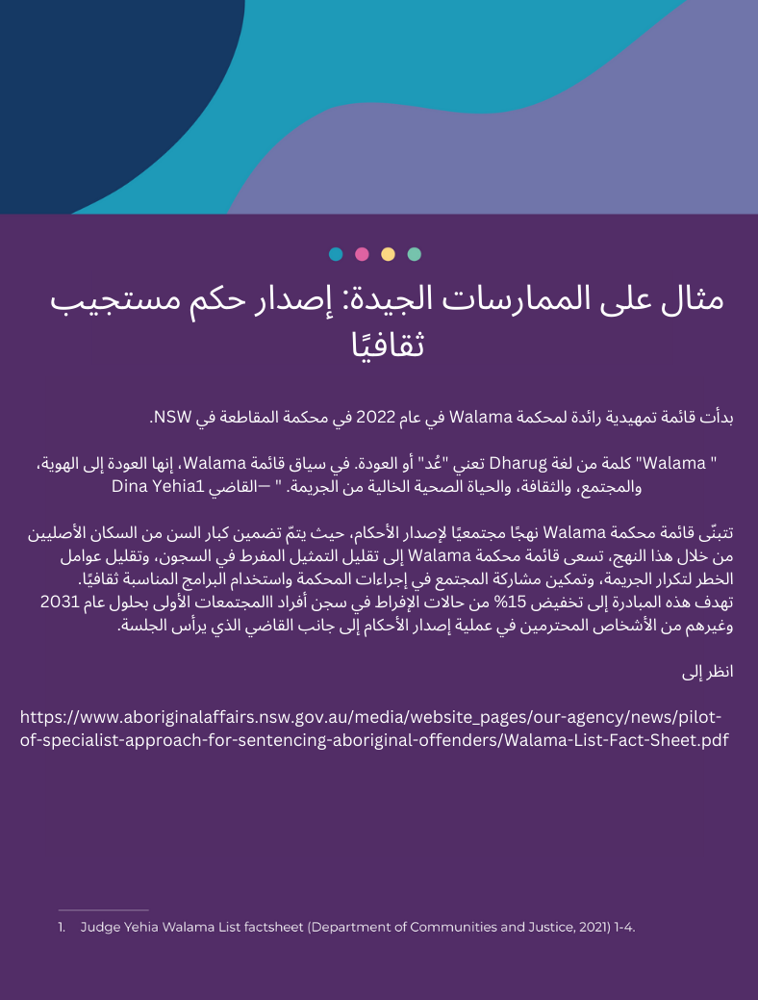 مثال على الممارسات الجيدة: إصدار حكم مستجيب
ثقافيًا
بدأت قائمة تمهيدية رائدة لمحكمة Walama في عام 2022 في محكمة المقاطعة في NSW.
" Walama" كلمة من لغة Dharug تعني "عُد" أو العودة. في سياق قائمة Walama، إنها العودة إلى الهوية،
والمجتمع، والثقافة، والحياة الصحية الخالية من الجريمة. " —القاضي Dina Yehia1
تتبنّى قائمة محكمة Walama نهجًا مجتمعيًا لإصدار الأحكام، حيث يتمّ تضمين كبار السن من السكان الأصليين
من خلال هذا النهج، تسعى قائمة محكمة Walama إلى تقليل التمثيل المفرط في السجون، وتقليل عوامل
الخطر لتكرار الجريمة، وتمكين مشاركة المجتمع في إجراءات المحكمة واستخدام البرامج المناسبة ثقافيًا.
تهدف هذه المبادرة إلى تخفيض 15% من حالات الإفراط في سجن أفراد االمجتمعات الأولى بحلول عام 2031
وغيرهم من الأشخاص المحترمين في عملية إصدار الأحكام إلى جانب القاضي الذي يرأس الجلسة.
انظر إلى
https://www.aboriginalaffairs.nsw.gov.au/media/website_pages/our-agency/news/pilot-
of-specialist-approach-for-sentencing-aboriginal-offenders/Walama-List-Fact-Sheet.pdf
1. Judge Yehia Walama List factsheet (Department of Communities and Justice, 2021) 1-4.